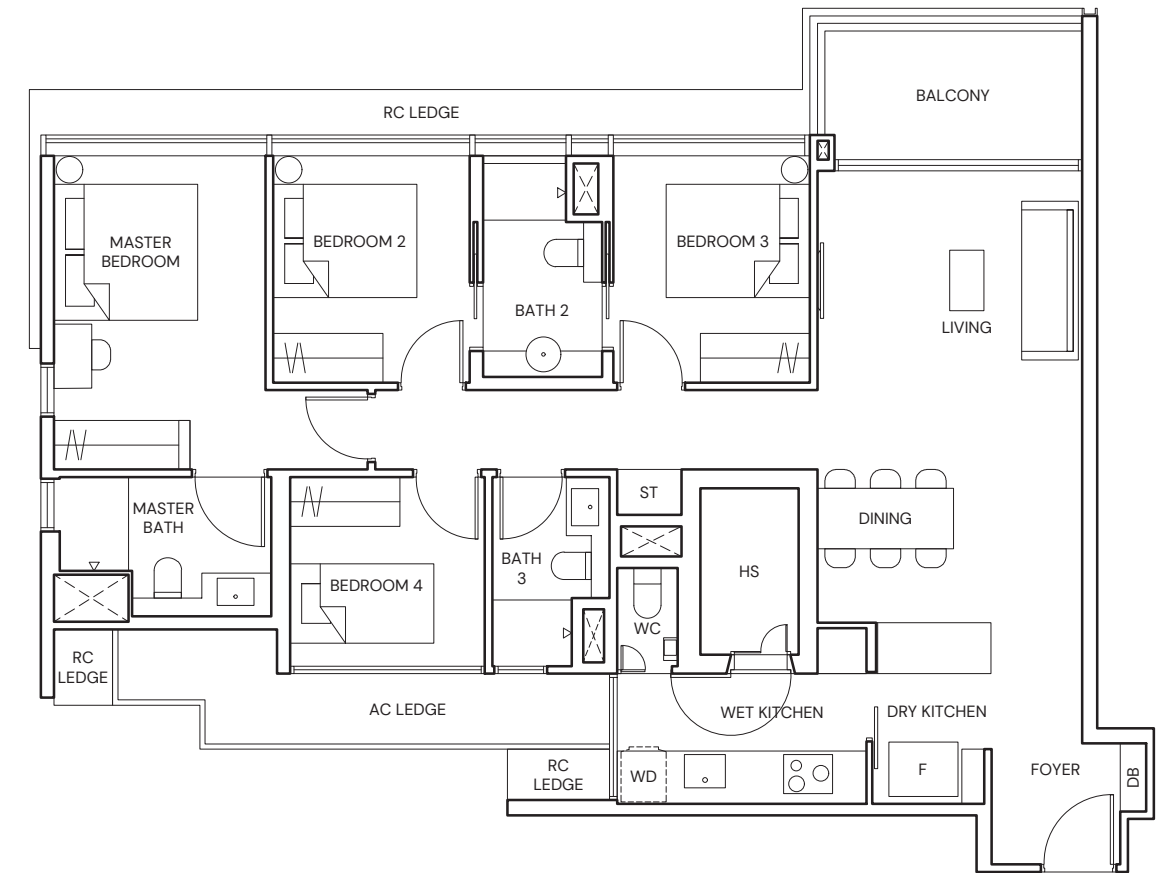 BALCONY
RC LEDGE
MASTER
BEDROOM
BEDROOM 2
BEDROOM 3
BATH 2
LIVING
ST
MASTER
BATH
DINING
BATH
3
HS
BEDROOM 4
WC
RC
LEDGE
AC LEDGE
WET KITCHEN
DRY KITCHEN
RC
LEDGE
WD
F
FOYER
DB